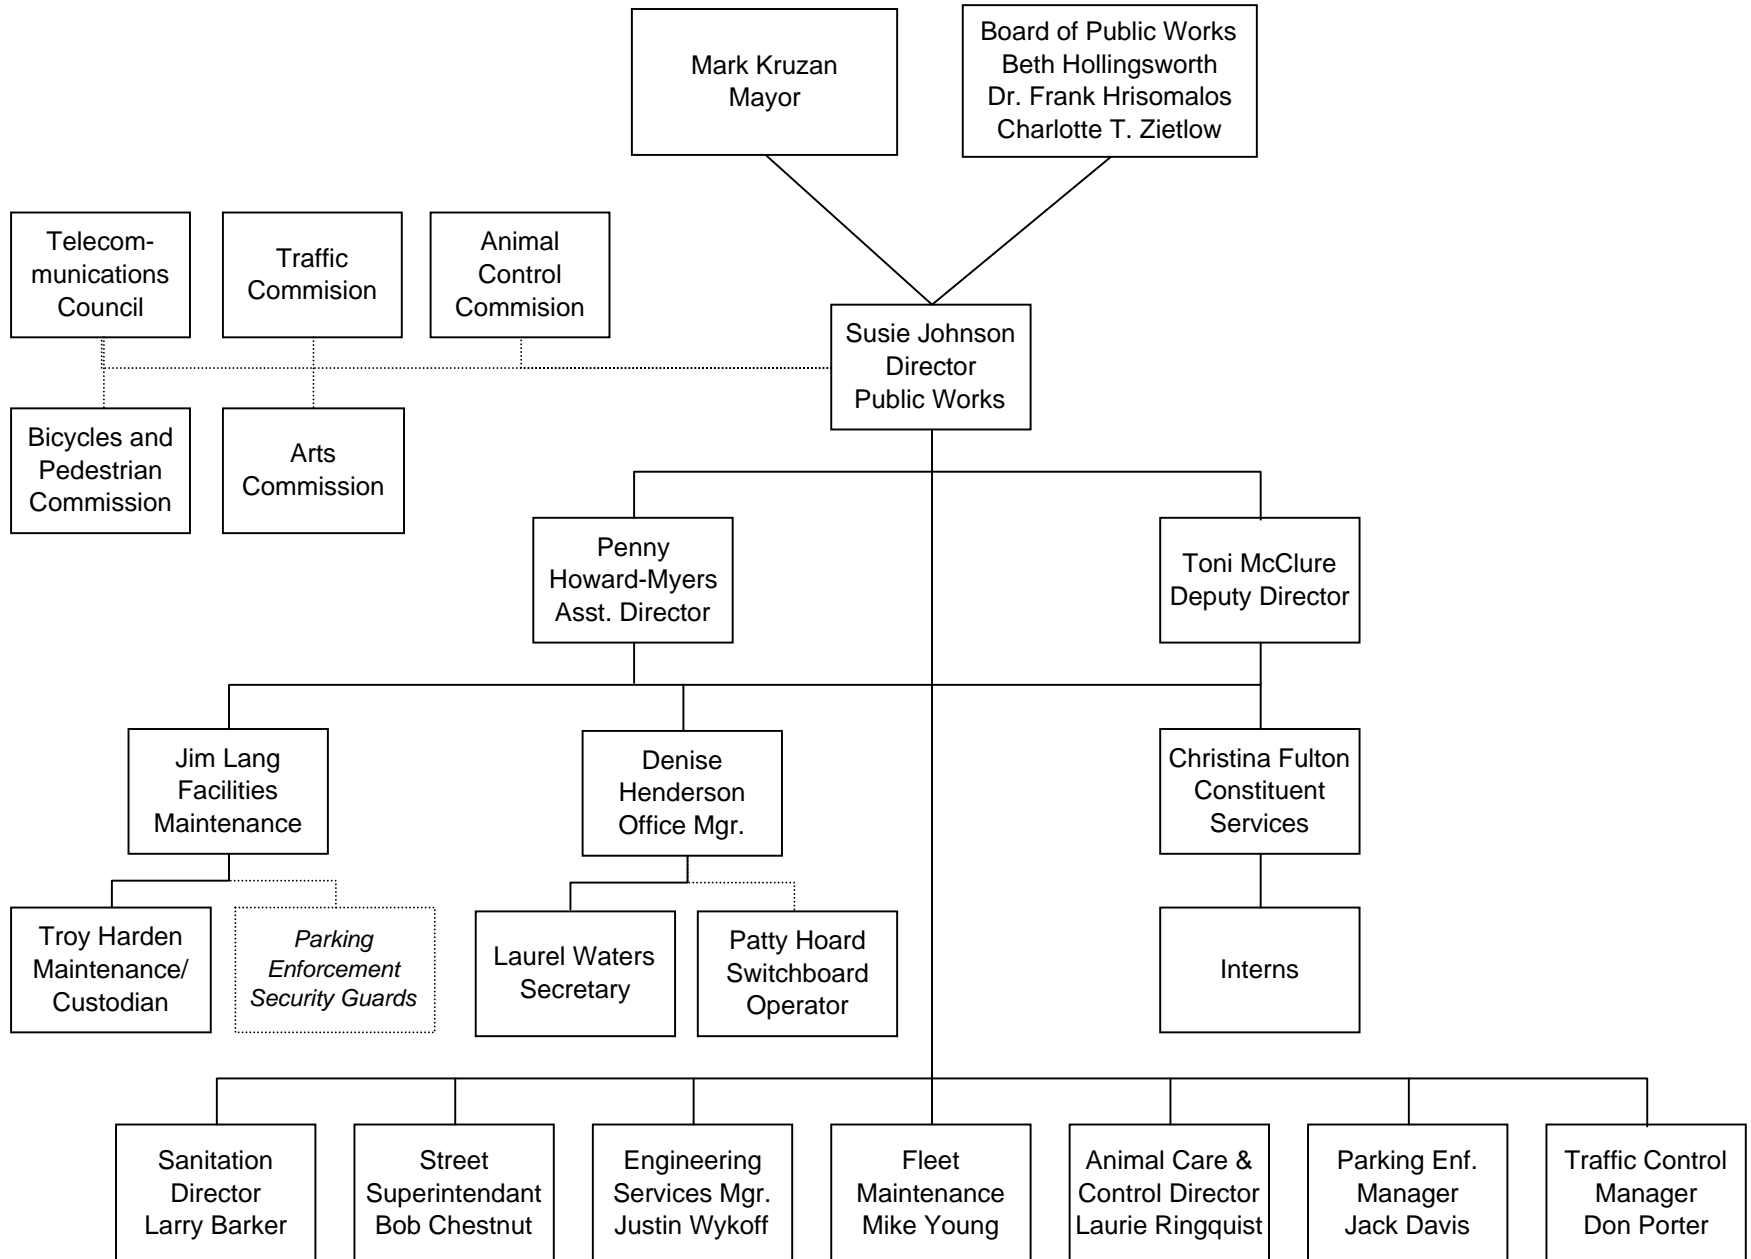 Mark Kruzan
Mayor
Board of Public Works
Beth Hollingsworth
Dr. Frank Hrisomalos
Charlotte T. Zietlow
Telecom-
munications
Council
Traffic
Commision
Animal
Control
Commision
Susie Johnson
Director
Public Works
Bicycles and
Pedestrian
Commission
Arts
Commission
Penny
Howard-Myers
Asst. Director
Toni McClure
Deputy Director
Jim Lang
Facilities
Maintenance
Denise
Henderson
Office Mgr.
Christina Fulton
Constituent
Services
Troy Harden
Maintenance/
Custodian
Parking
Enforcement
Security Guards
Laurel Waters
Secretary
Patty Hoard
Switchboard
Operator
Interns
Sanitation
Director
Larry Barker
Street
Superintendant
Bob Chestnut
Engineering
Services Mgr.
Justin Wykoff
Fleet
Maintenance
Mike Young
Animal Care &
Control Director
Laurie Ringquist
Parking Enf.
Manager
Jack Davis
Traffic Control
Manager
Don Porter